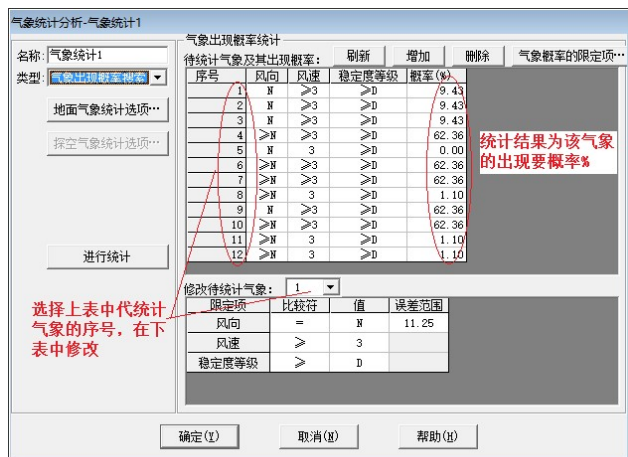 气象统计分析-气象统计1
名称: 气象统计1
类型: 气象出现概率搜索
地面气象统计选项…
探空气象统计选项…
进行统计
气象出现概率统计
待统计气象及其出现概率: 刷新 增加 删除 气象概率的限定项…
序号 风向 风速 稳定度等级 概率(%)
1 N ≥3 ≥D 9.43
2 N ≥3 ≥D 9.43
3 N ≥3 ≥D 9.43
4 ≥N ≥3 ≥D 62.36
5 N 3 ≥D 0.00
6 ≥N ≥3 ≥D 62.36
7 ≥N ≥3 ≥D 62.36
8 ≥N 3 ≥D 1.10
9 N ≥3 ≥D 62.36
10 ≥N ≥3 ≥D 62.36
11 ≥N 3 ≥D 1.10
12 ≥N 3 ≥D 1.10
统计结果为该气象
的出现要概率%
选择上表中代统计
气象的序号，在下
表中修改
修改待统计气象: 1
限定项 比较符 值 误差范围
风向 = N 11.25
风速 ≥ 3
稳定度等级 ≥ D
确定(Y) 取消(N) 帮助(H)